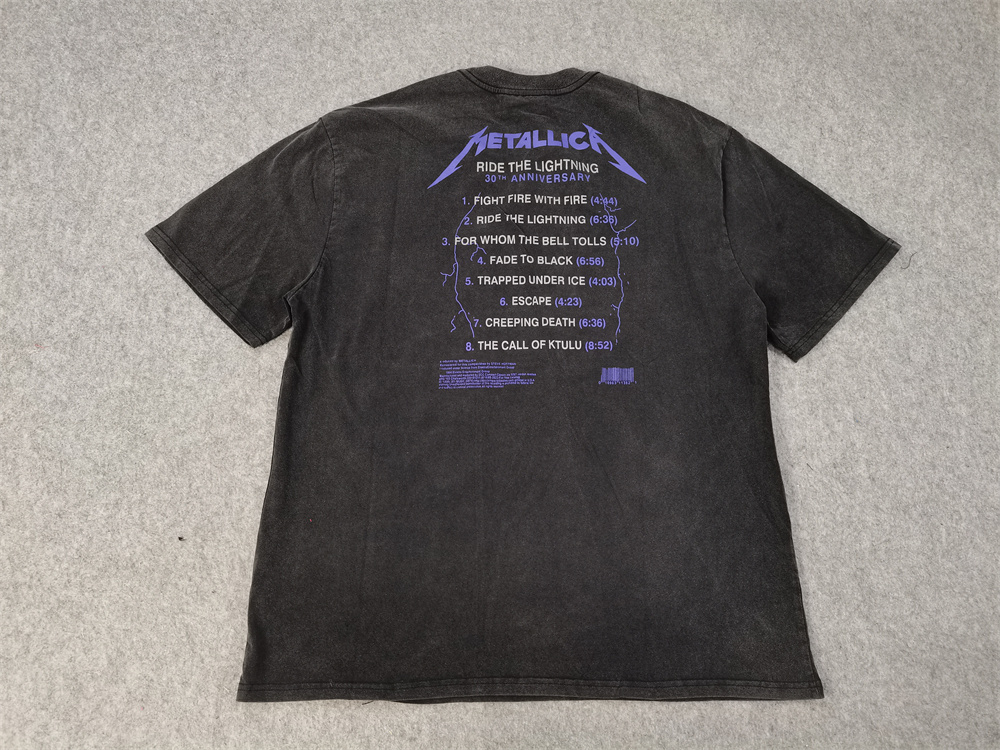 METALLICA
RIDE THE LIGHTNING
30TH ANNIVERSARY
1. FIGHT FIRE WITH FIRE (4:44)
2. RIDE THE LIGHTNING (6:36)
3. FOR WHOM THE BELL TOLLS (5:10)
4. FADE TO BLACK (6:56)
5. TRAPPED UNDER ICE (4:03)
6. ESCAPE (4:23)
7. CREEPING DEATH (6:36)
8. THE CALL OF KTULU (8:52)